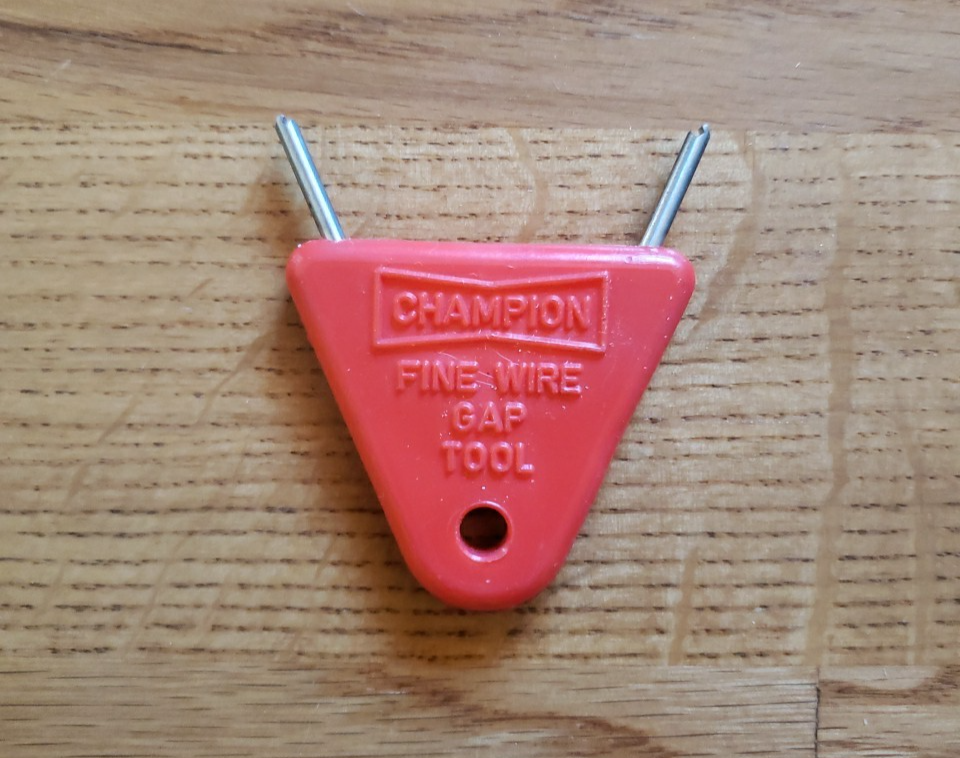 CHAMPION
FINE WIRE
GAP
TOOL